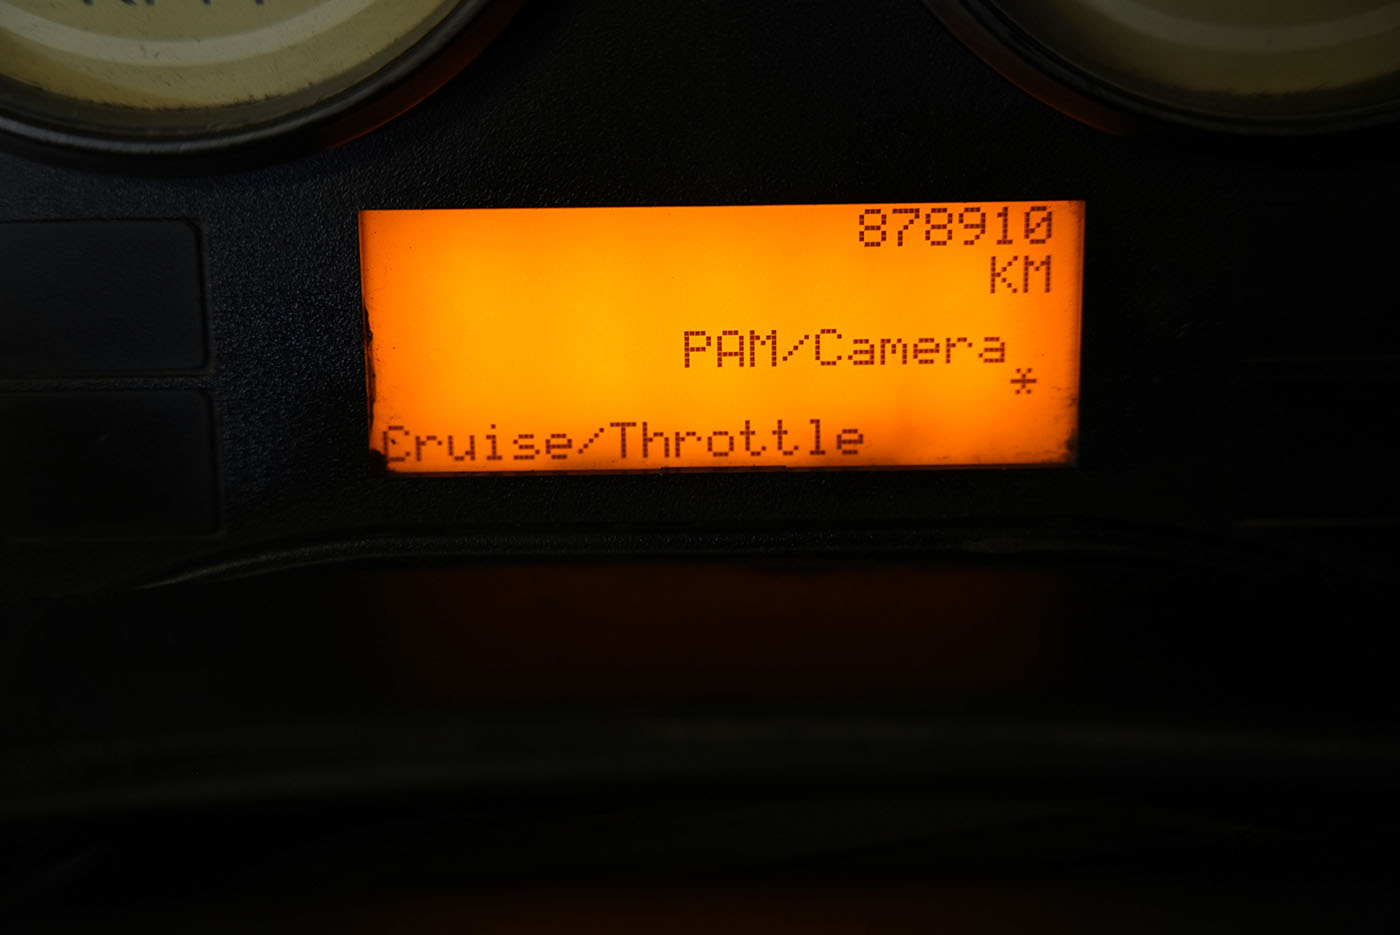 878910
KM
PAM/Camera
*
Cruise/Throttle